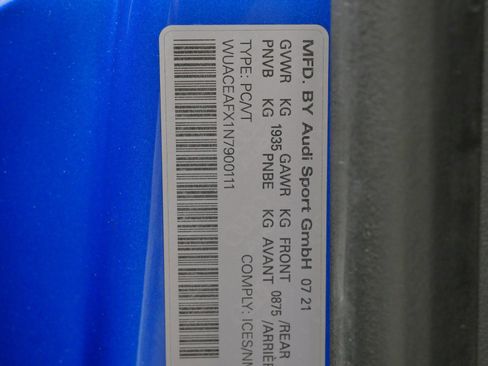 MFD. BY Audi Sport GmbH 07 21
GVWR KG GAWR KG FRONT /REAR
PNVB KG 1935 PNBE KG AVANT 0875 /ARRIÈR
TYPE: PC/VT COMPLY: ICES/NM
WUACEAFX1N7900111